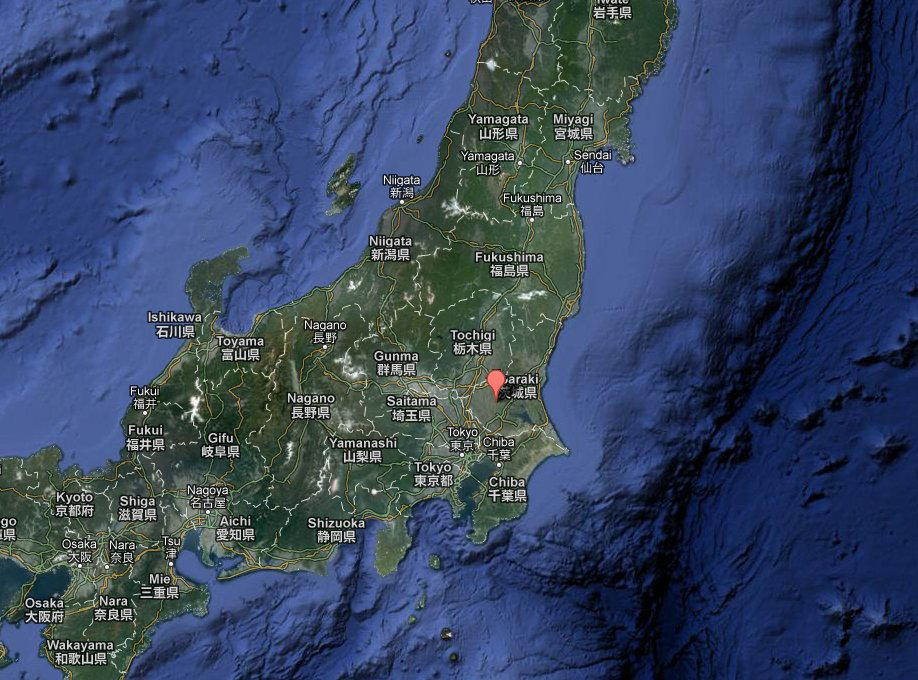 Iwate
岩手県
Yamagata
山形県
Miyagi
宮城県
Yamagata
山形
Sendai
仙台
Niigata
新潟
Fukushima
福島
Niigata
新潟県
Fukushima
福島県
Ishikawa
石川県
Toyama
富山県
Nagano
長野
Tochigi
栃木県
Gunma
群馬県
araki
茨城県
Fukui
福井
Nagano
長野県
Saitama
埼玉県
Fukui
福井県
Gifu
岐阜県
Yamanashi
山梨県
Tokyo
東京
Chiba
千葉
Tokyo
東京都
Chiba
千葉県
Kyoto
京都府
Shiga
滋賀県
Nagoya
名古屋
Aichi
愛知県
Shizuoka
静岡県
Osaka
大阪
Nara
奈良
Tsu
津
Mie
三重県
Osaka
大阪府
Nara
奈良県
Wakayama
和歌山県